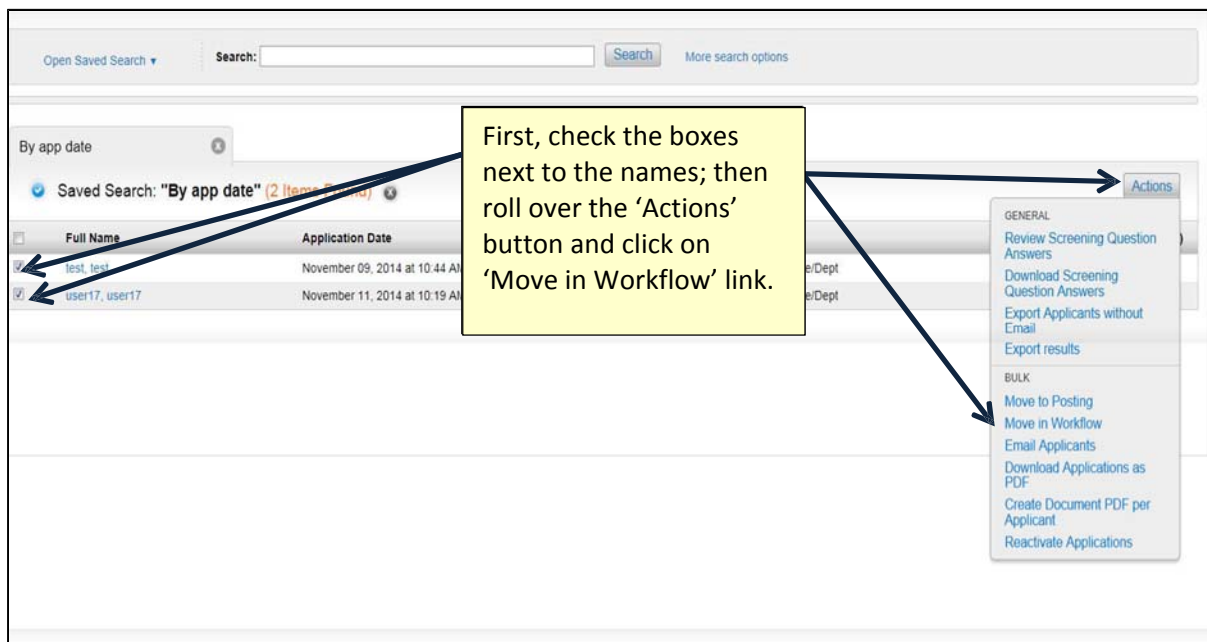 Open Saved Search ▾ Search: Search More search options
By app date
Saved Search: "By app date" (2 Items Found)
Actions
First, check the boxes
next to the names; then
roll over the ‘Actions’
button and click on
‘Move in Workflow’ link.
Full Name Application Date )
test, test November 09, 2014 at 10:44 AM e/Dept
user17, user17 November 11, 2014 at 10:19 AM e/Dept
GENERAL
Review Screening Question
Answers
Download Screening
Question Answers
Export Applicants without
Email
Export results
BULK
Move to Posting
Move in Workflow
Email Applicants
Download Applications as
PDF
Create Document PDF per
Applicant
Reactivate Applications